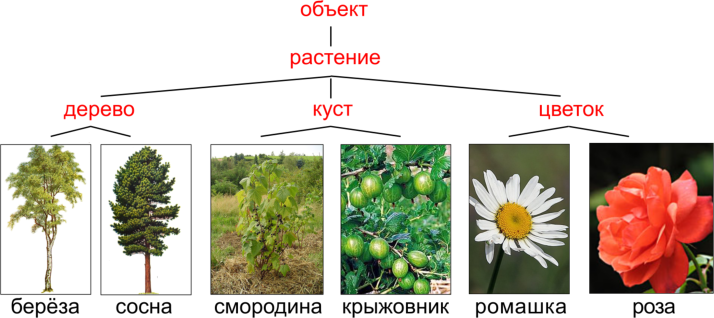 объект
растение
дерево куст цветок
берёза сосна смородина крыжовник ромашка роза